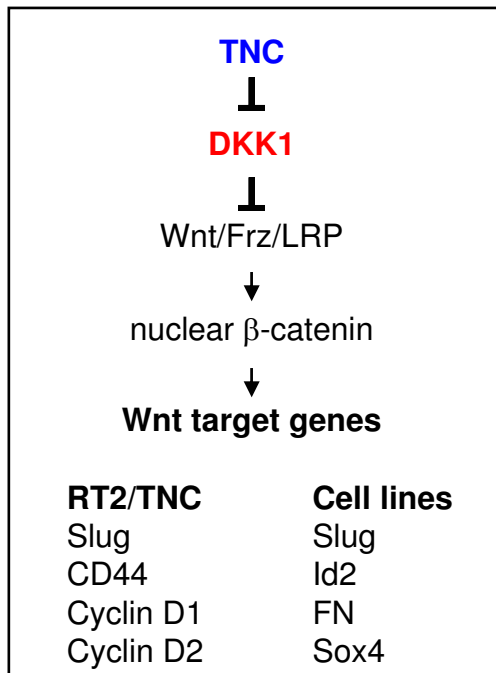 TNC
DKK1
Wnt/Frz/LRP
nuclear β-catenin
Wnt target genes
RT2/TNC Cell lines
Slug Slug
CD44 Id2
Cyclin D1 FN
Cyclin D2 Sox4